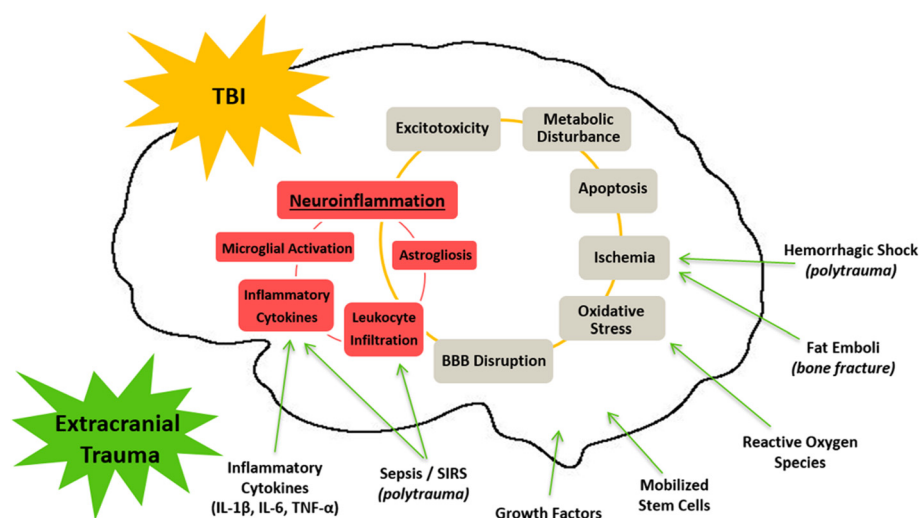 TBI
Excitotoxicity
Metabolic
Disturbance
Apoptosis
Neuroinflammation
Microglial Activation
Astrogliosis
Ischemia
Hemorrhagic Shock
(polytrauma)
Inflammatory
Cytokines
Leukocyte
Infiltration
Oxidative
Stress
BBB Disruption
Fat Emboli
(bone fracture)
Extracranial
Trauma
Inflammatory
Cytokines
(IL-1β, IL-6, TNF-α)
Sepsis / SIRS
(polytrauma)
Growth Factors
Mobilized
Stem Cells
Reactive Oxygen
Species